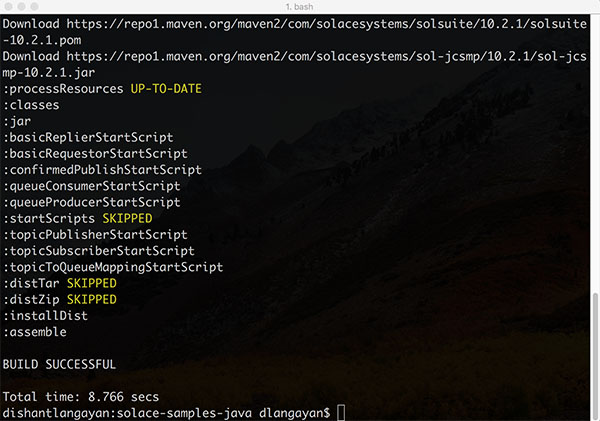 1. bash
Download https://repo1.maven.org/maven2/com/solacesystems/solsuite/10.2.1/solsuite
-10.2.1.pom
Download https://repo1.maven.org/maven2/com/solacesystems/sol-jcsmp/10.2.1/sol-jcs
mp-10.2.1.jar
:processResources UP-TO-DATE
:classes
:jar
:basicReplierStartScript
:basicRequestorStartScript
:confirmedPublishStartScript
:queueConsumerStartScript
:queueProducerStartScript
:startScripts SKIPPED
:topicPublisherStartScript
:topicSubscriberStartScript
:topicToQueueMappingStartScript
:distTar SKIPPED
:distZip SKIPPED
:installDist
:assemble
BUILD SUCCESSFUL
Total time: 8.766 secs
dishantlangayan:solace-samples-java dlangayan$